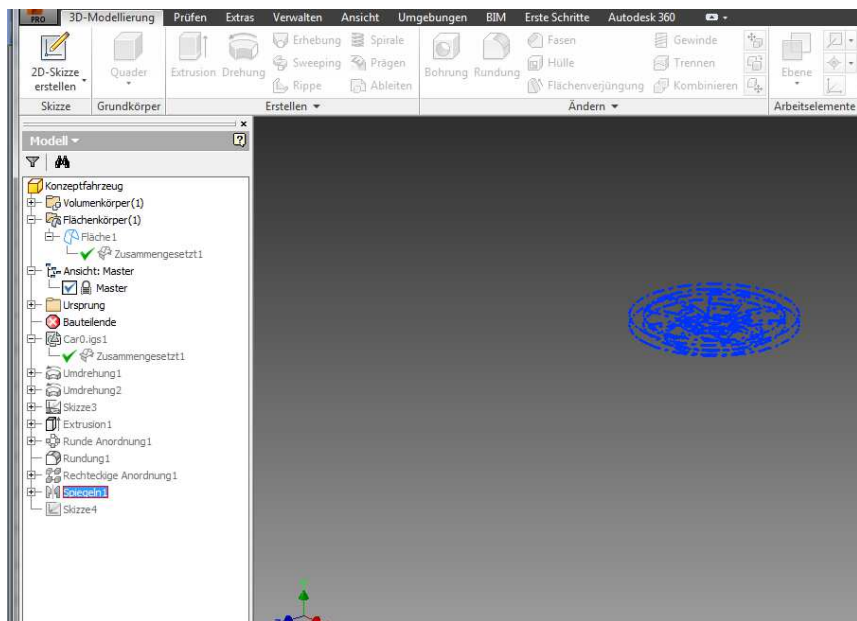 PRO 3D-Modellierung Prüfen Extras Verwalten Ansicht Umgebungen BIM Erste Schritte Autodesk 360
Erhebung Spirale Fasen Gewinde
Sweeping Prägen Hülle Trennen
2D-Skizze erstellen Quader Extrusion Drehung Bohrung Rundung Ebene
Rippe Ableiten Flächenverjüngung Kombinieren
Skizze Grundkörper Erstellen Ändern Arbeitselemente
Modell
Konzeptfahrzeug
Volumenkörper(1)
Flächenkörper(1)
Fläche1
Zusammengesetzt1
Ansicht: Master
Master
Ursprung
Bauteilende
Car0.igs1
Zusammengesetzt1
Umdrehung1
Umdrehung2
Skizze3
Extrusion1
Runde Anordnung1
Rundung1
Rechteckige Anordnung1
Spiegeln1
Skizze4